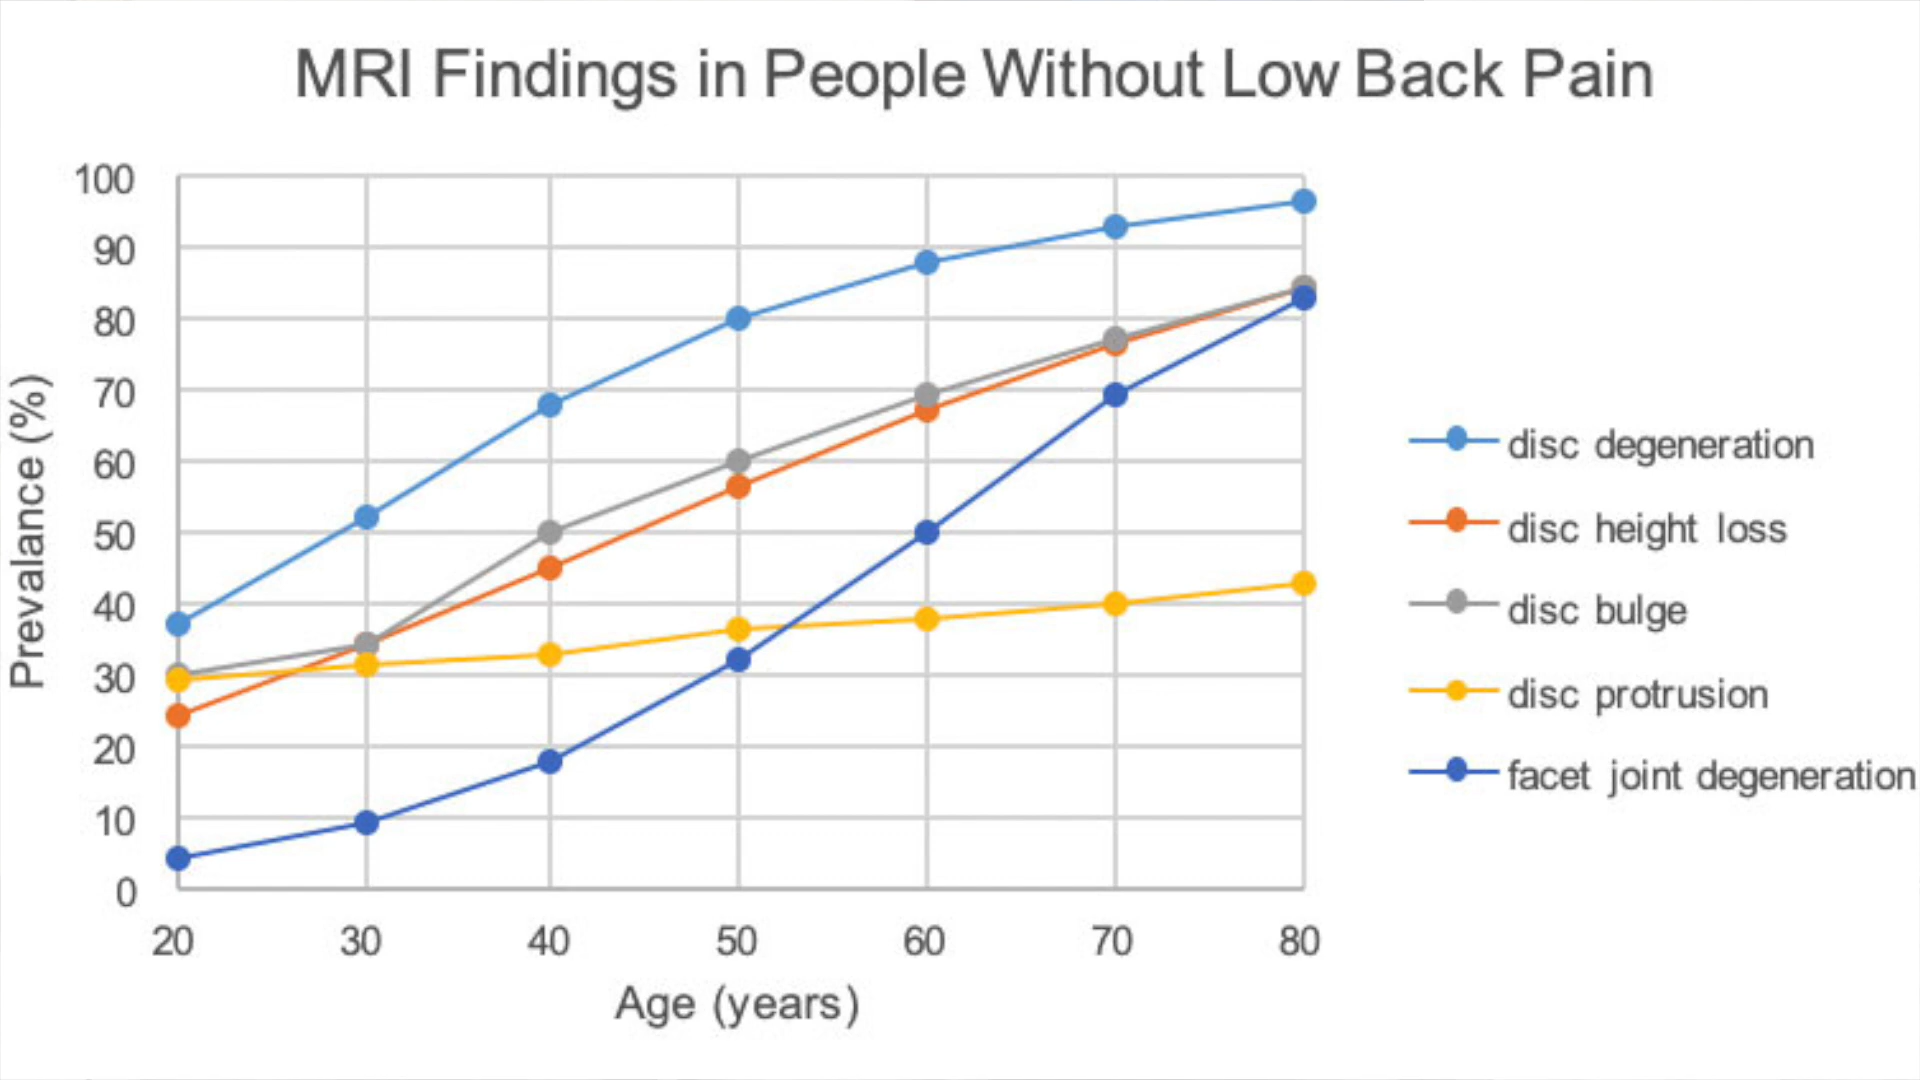 MRI Findings in People Without Low Back Pain
100
90
80
70
60
50
40
30
20
10
0
Prevalance (%)
20 30 40 50 60 70 80
Age (years)
disc degeneration
disc height loss
disc bulge
disc protrusion
facet joint degeneration